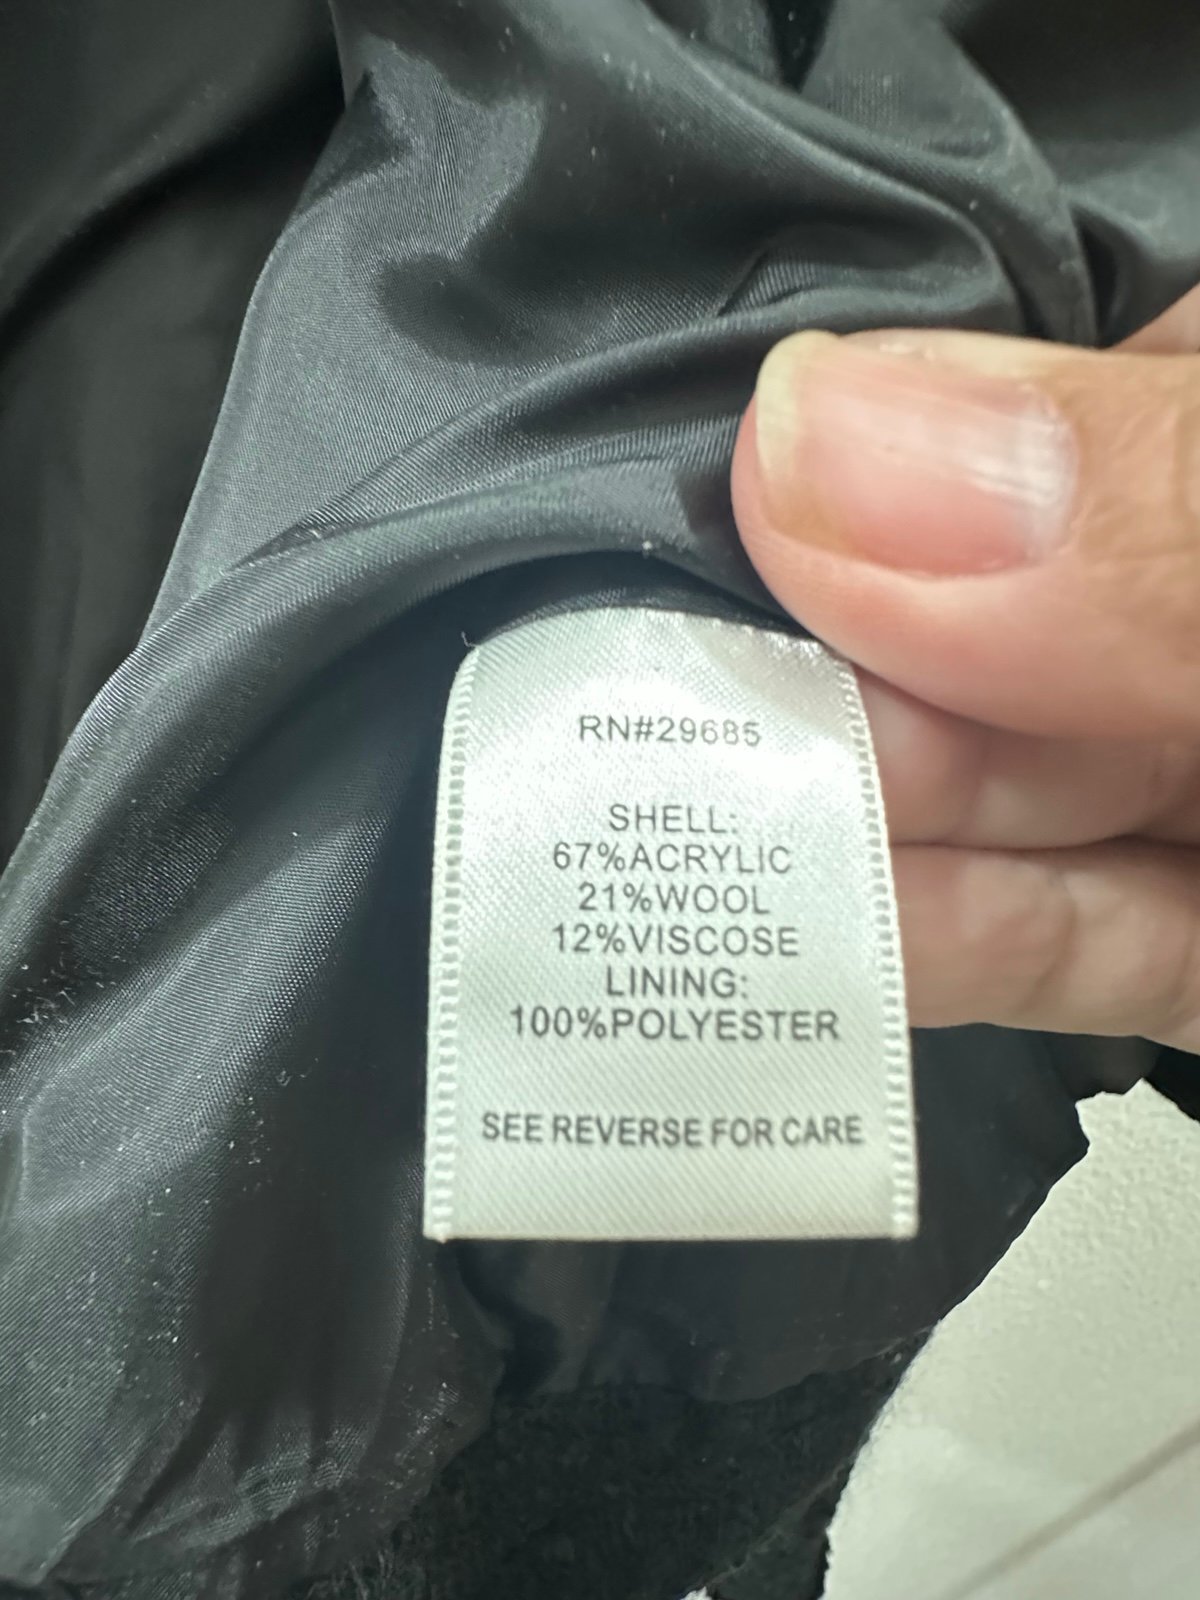 RN#29685
SHELL:
67%ACRYLIC
21%WOOL
12%VISCOSE
LINING:
100%POLYESTER
SEE REVERSE FOR CARE